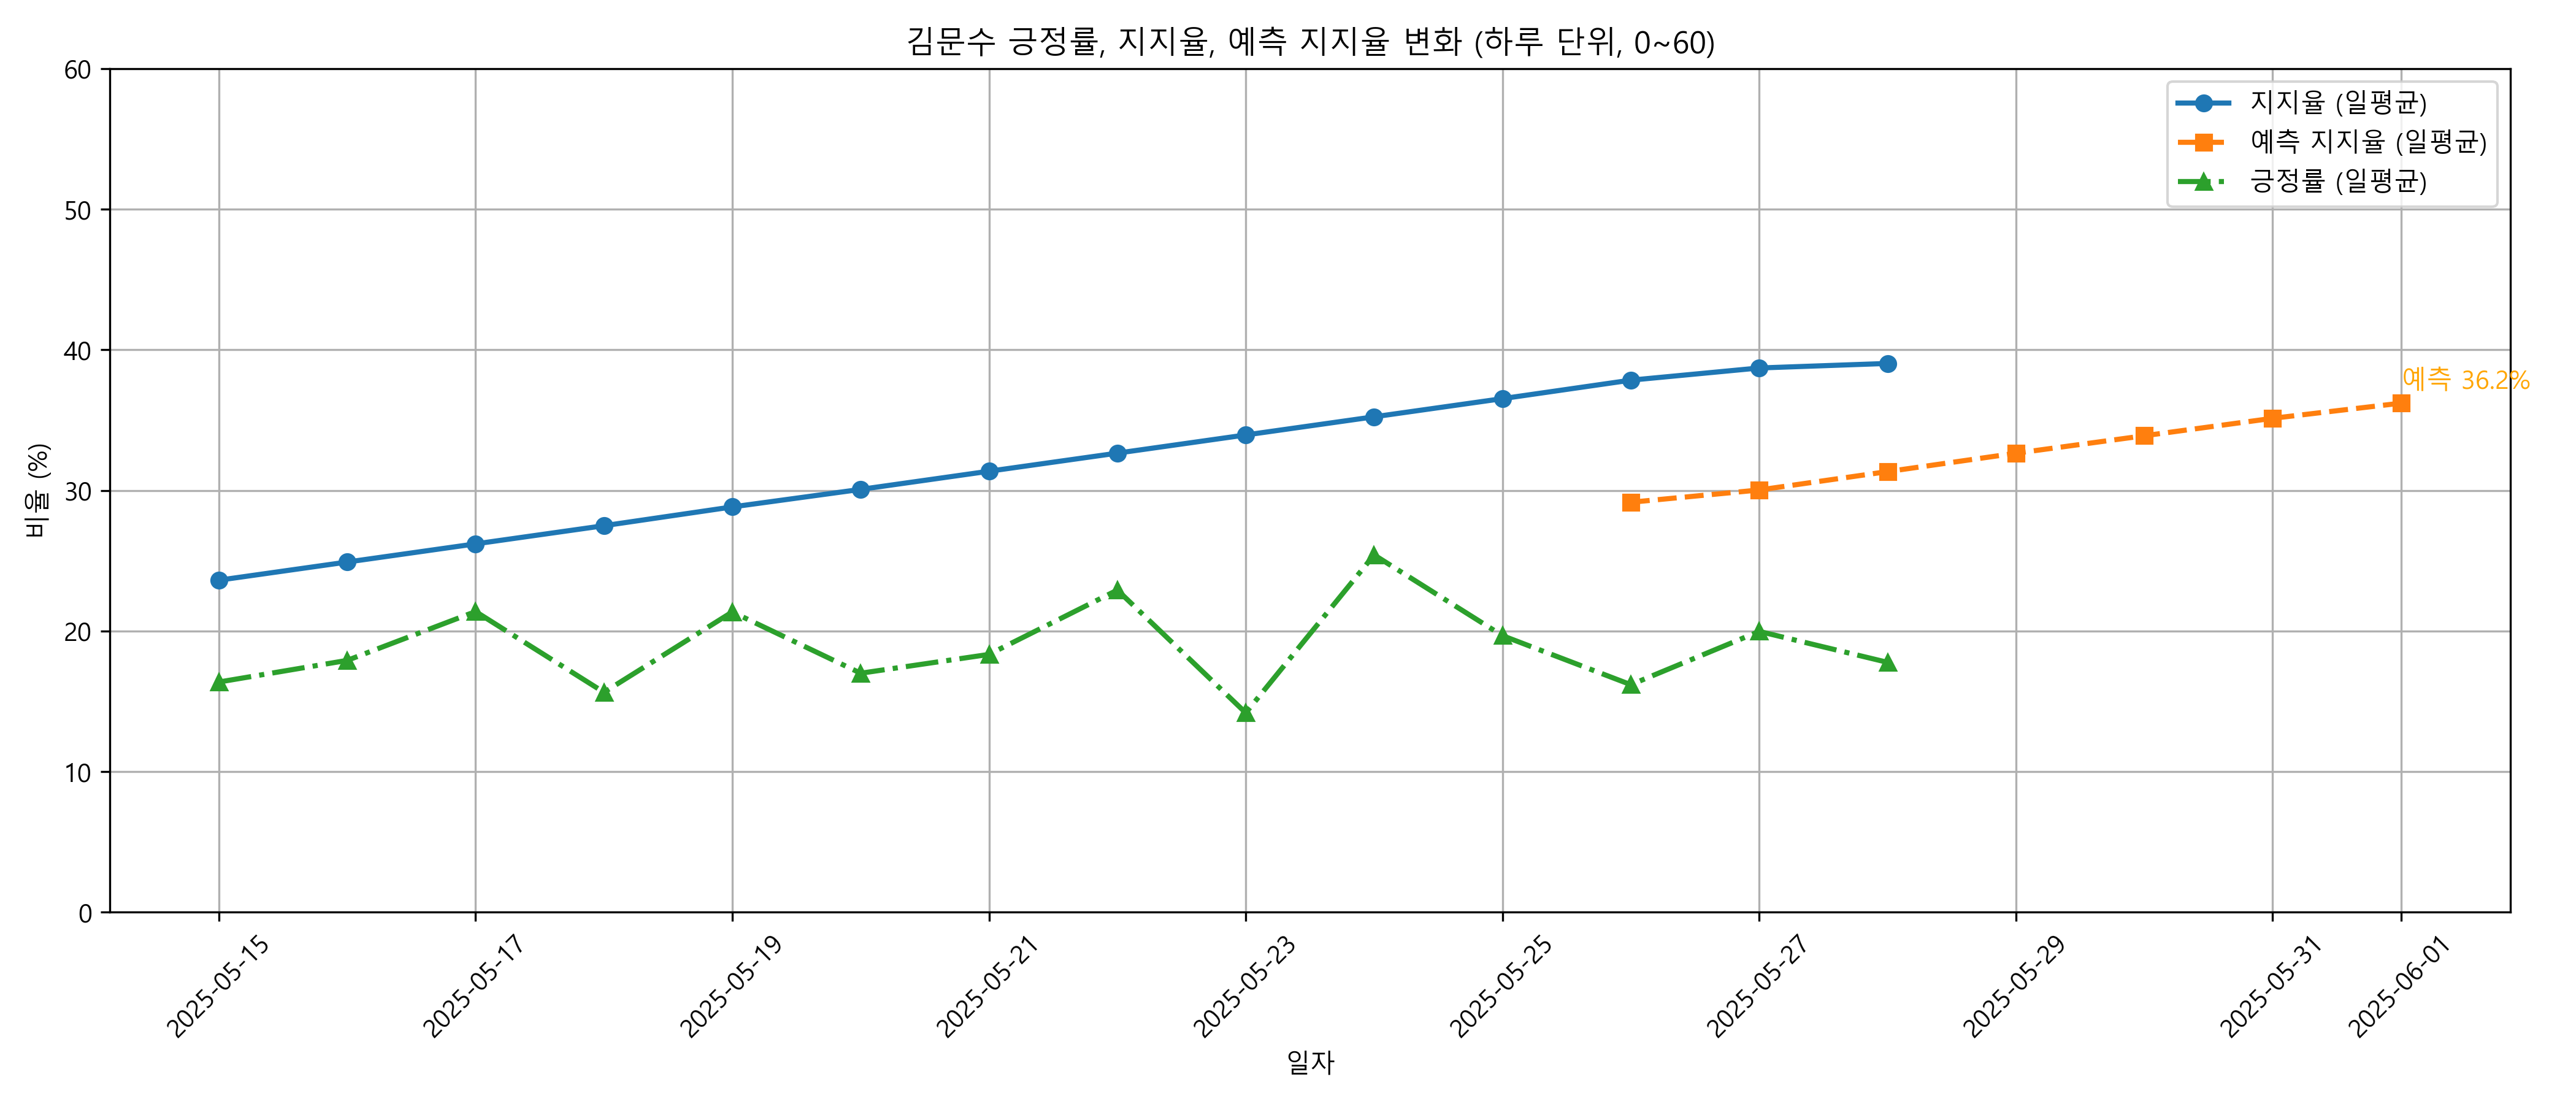 김문수 긍정률, 지지율, 예측 지지율 변화 (하루 단위, 0~60)
60
50
40
30
20
10
0
비율 (%)
지지율 (일평균)
예측 지지율 (일평균)
긍정률 (일평균)
예측 36.2%
2025-05-15
2025-05-17
2025-05-19
2025-05-21
2025-05-23
2025-05-25
2025-05-27
2025-05-29
2025-05-31
2025-06-01
일자